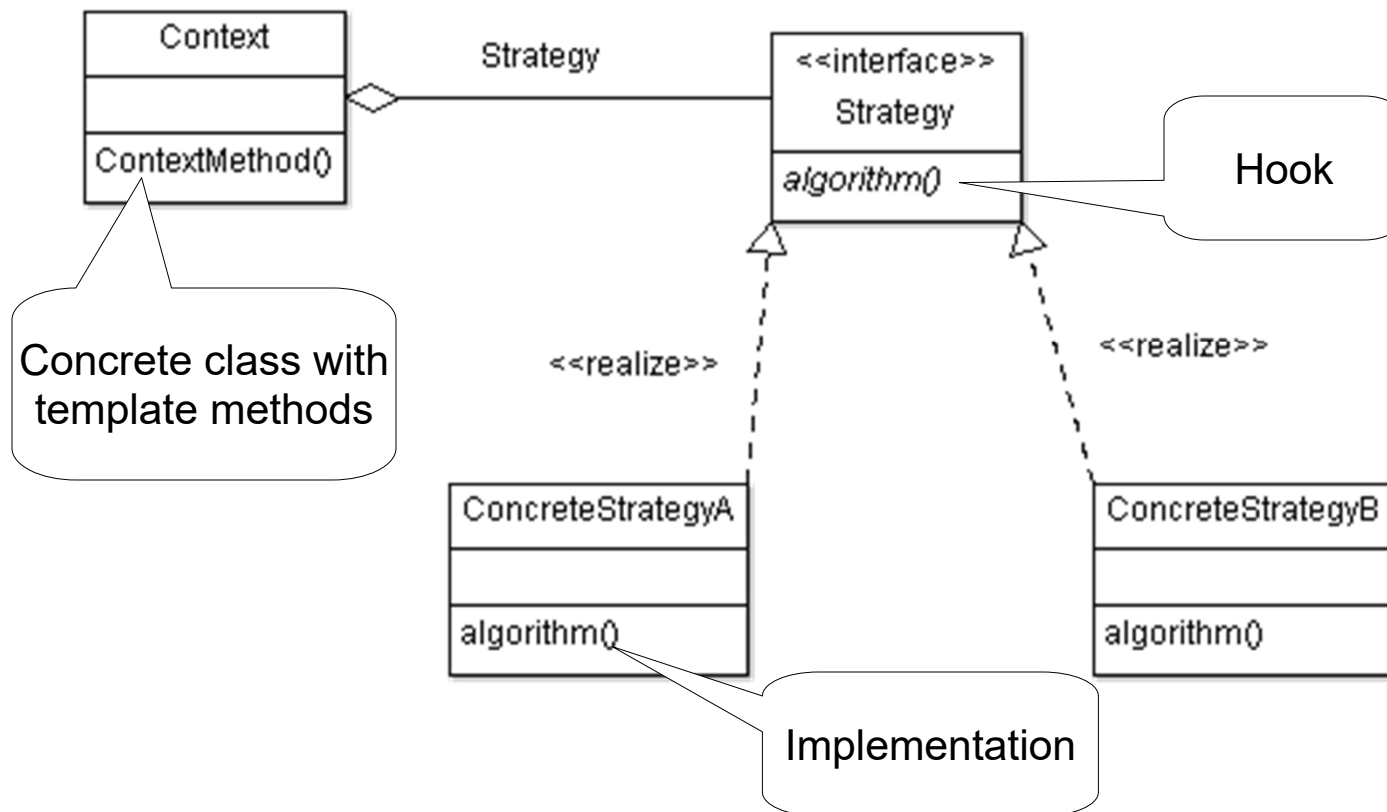 Context
ContextMethod()
Strategy
<<interface>>
Strategy
algorithm()
Hook
Concrete class with
template methods
<<realize>>
<<realize>>
ConcreteStrategyA
algorithm()
ConcreteStrategyB
algorithm()
Implementation